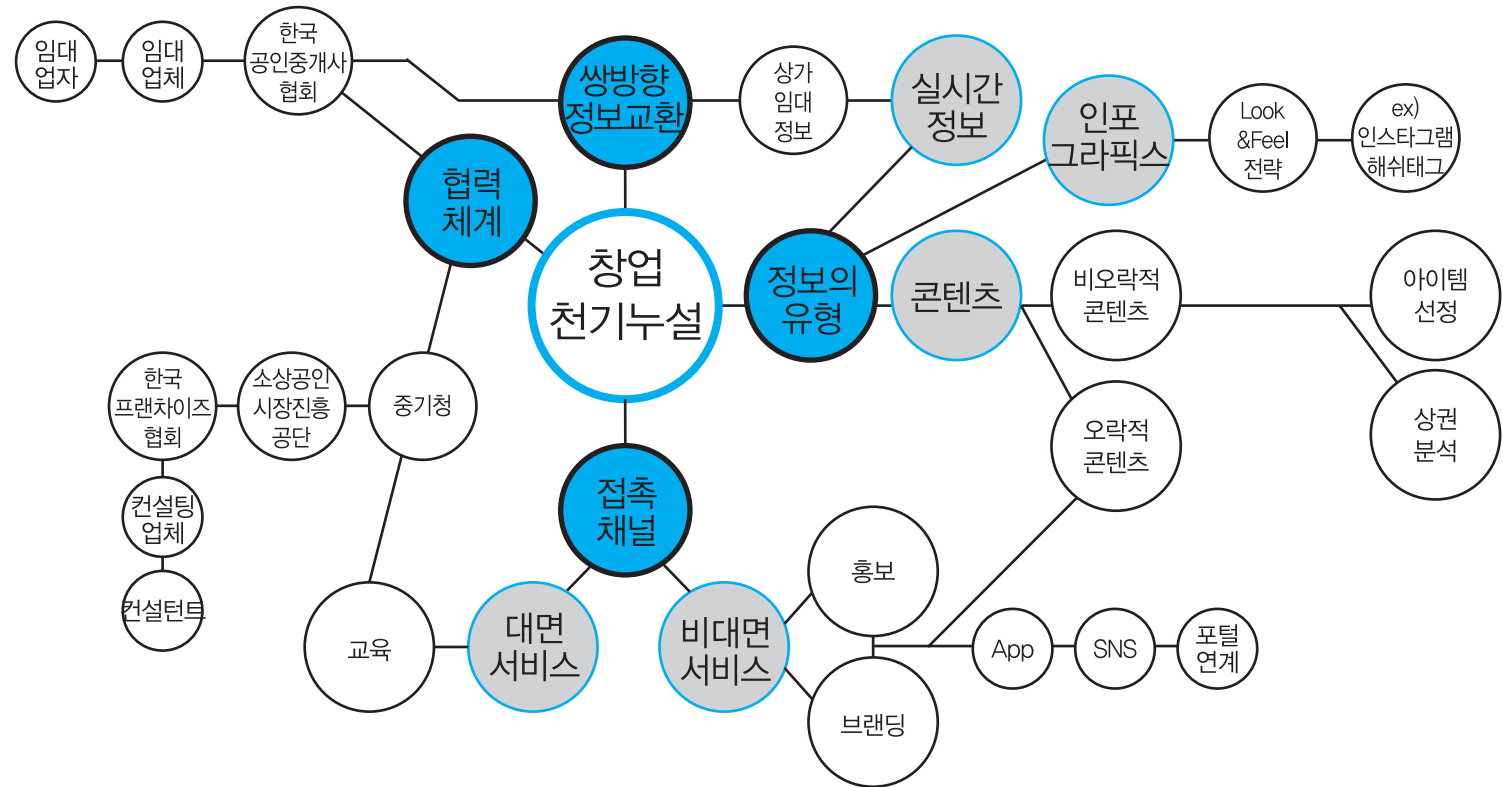 임대
업자
임대
업체
한국
공인중개사
협회
쌍방향
정보교환
상가
임대
정보
실시간
정보
인포
그라픽스
Look
&Feel
전략
ex)
인스타그램
해쉬태그
협력
체계
창업
천기누설
정보의
유형
콘텐츠
비오락적
콘텐츠
아이템
선정
한국
프랜차이즈
협회
소상공인
시장진흥
공단
중기청
오락적
콘텐츠
상권
분석
컨설팅
업체
접촉
채널
컨설턴트
홍보
교육
대면
서비스
비대면
서비스
App
SNS
포털
연계
브랜딩